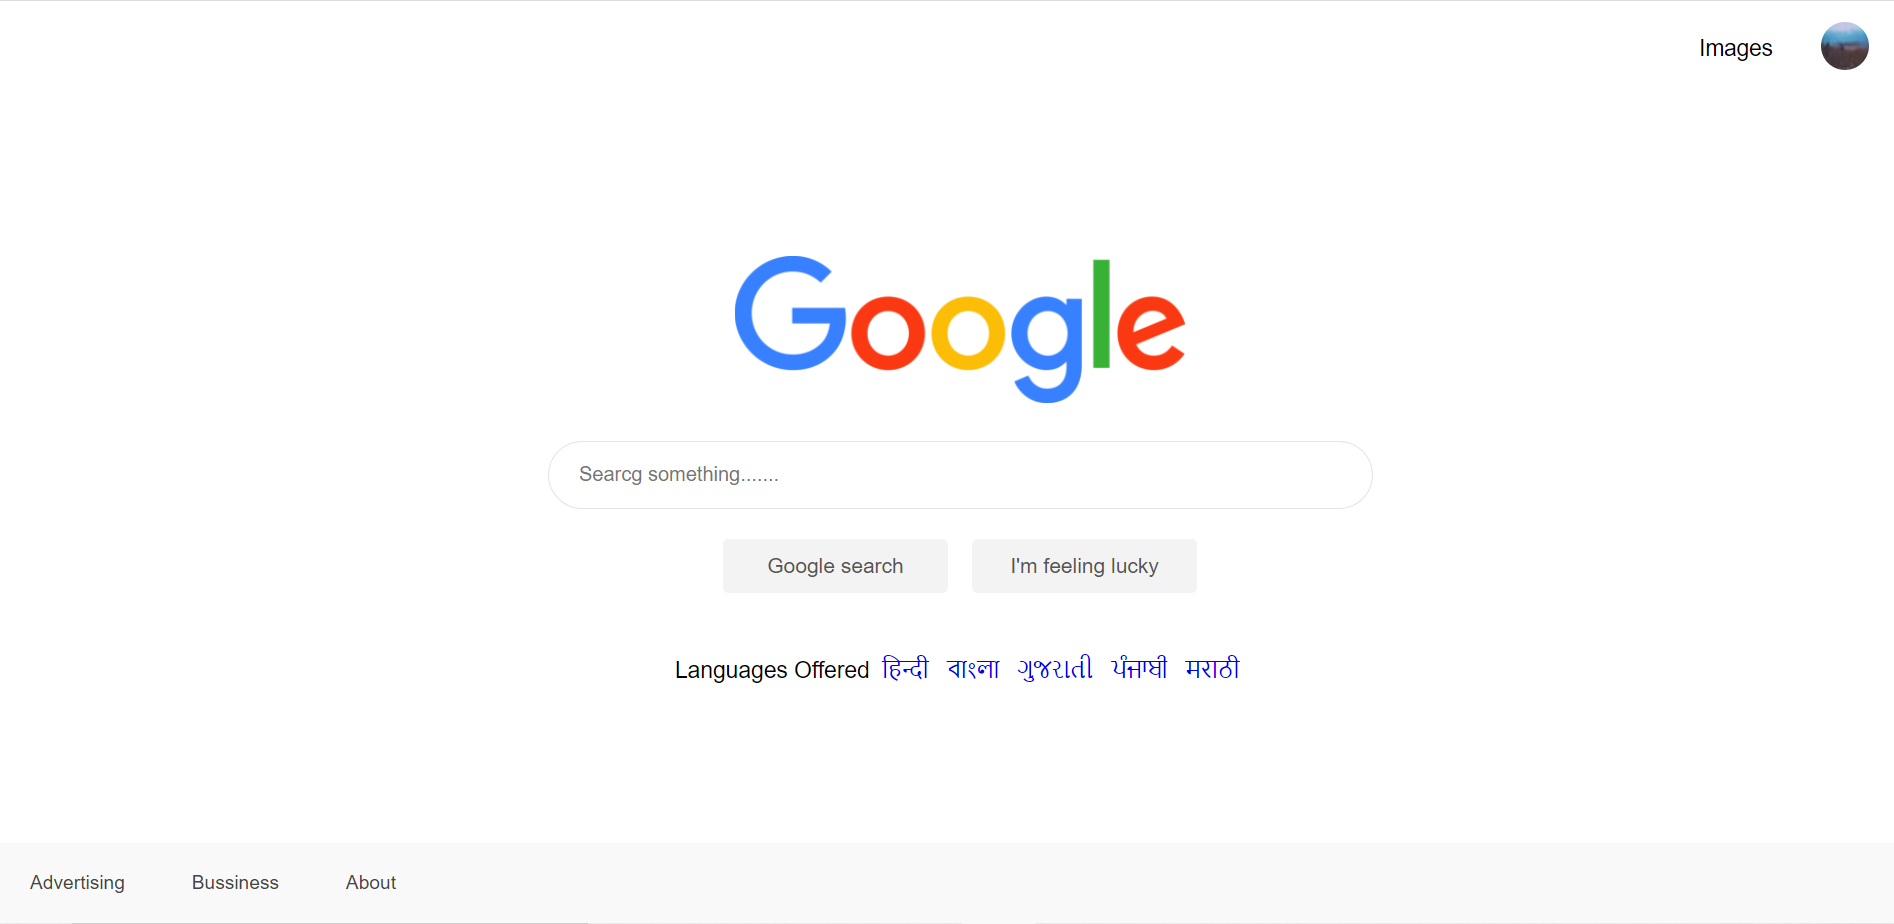 Images
Google
Searcg something.......
Google search I'm feeling lucky
Languages Offered हिन्दी বাংলা ગુજરાતી ਪੰਜਾਬੀ मराठी
Advertising Bussiness About